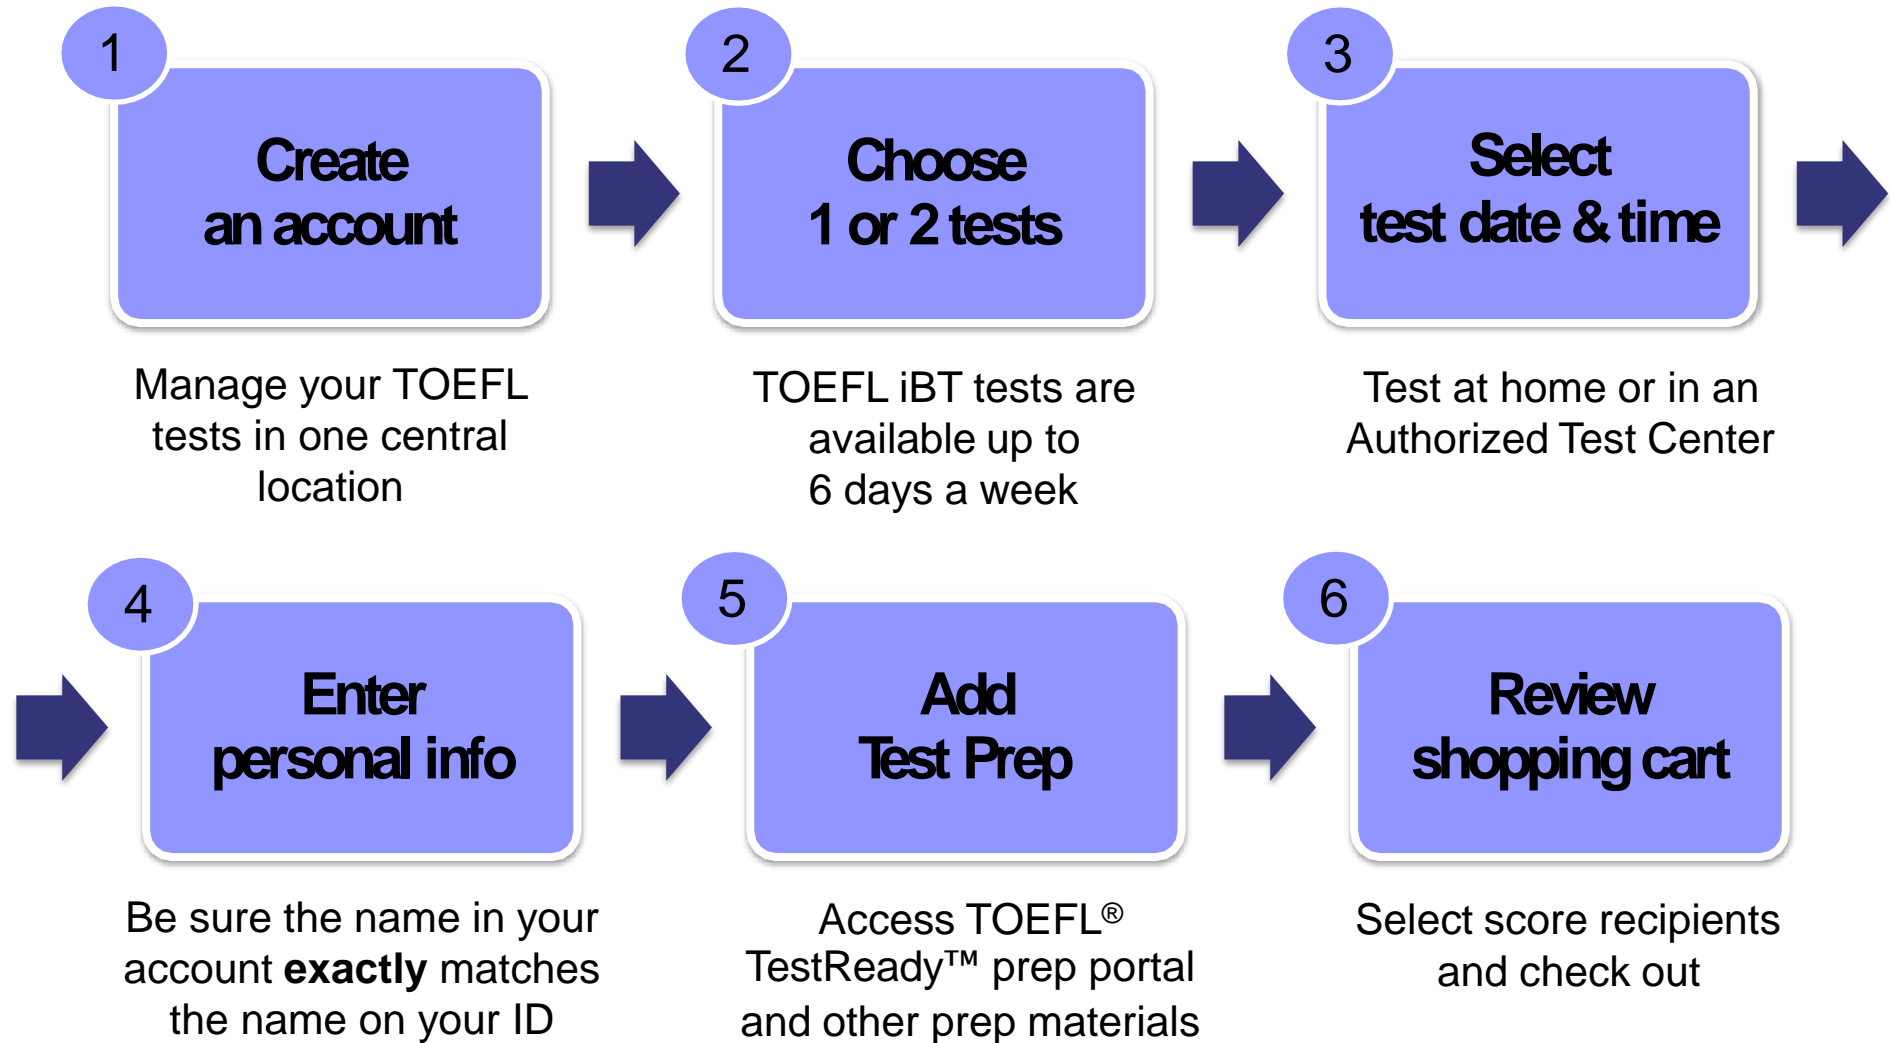 1
Create
an account
Manage your TOEFL
tests in one central
location
2
Choose
1 or 2 tests
TOEFL iBT tests are
available up to
6 days a week
3
Select
test date & time
Test at home or in an
Authorized Test Center
4
Enter
personal info
Be sure the name in your
account exactly matches
the name on your ID
5
Add
Test Prep
Access TOEFL®
TestReady™ prep portal
and other prep materials
6
Review
shopping cart
Select score recipients
and check out